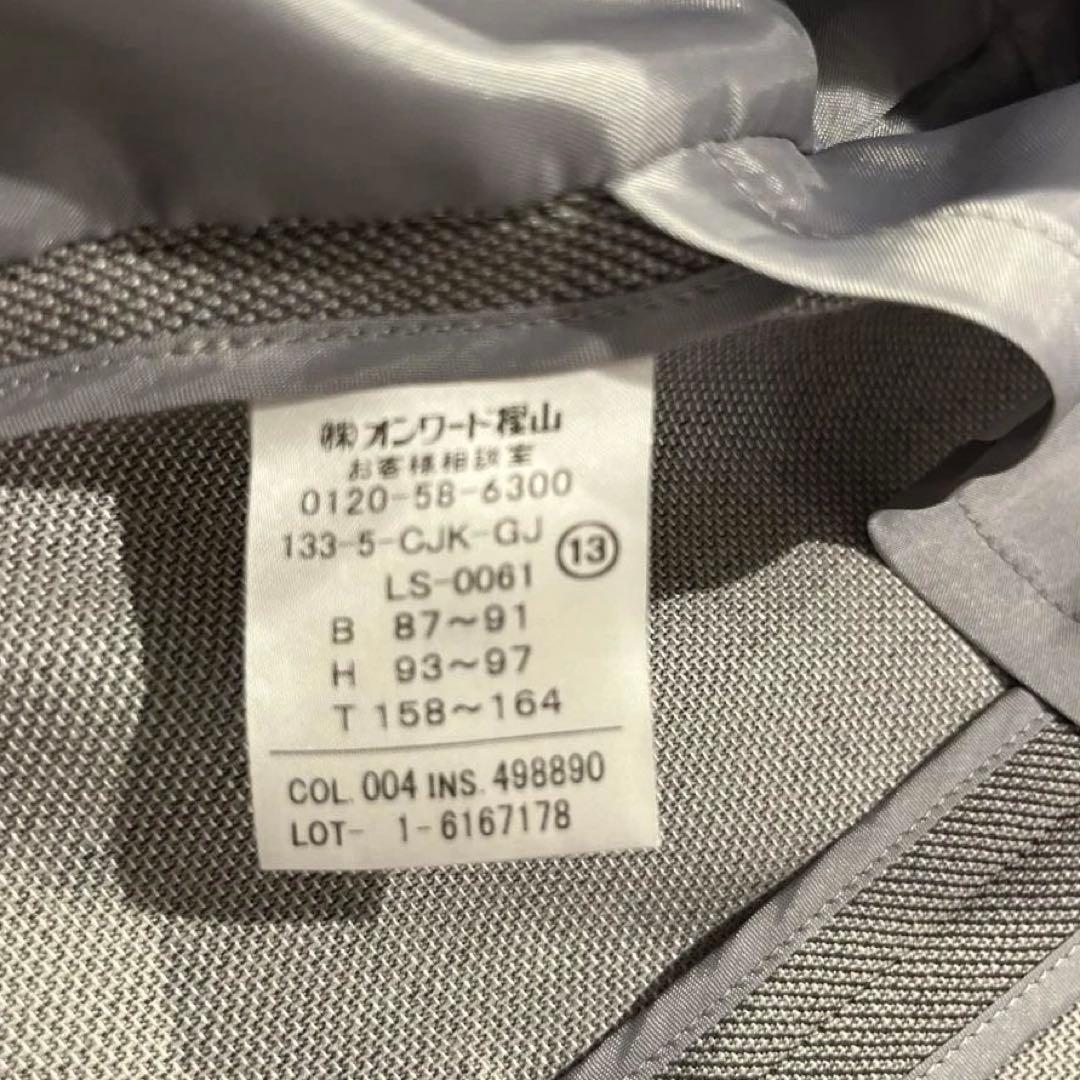 ㈱オンワード樫山
お客様相談室
0120-58-6300
133-5-CJK-GJ ⑬
LS-0061
B 87~91
H 93~97
T 158~164
COL. 004 INS. 498890
LOT- 1-6167178